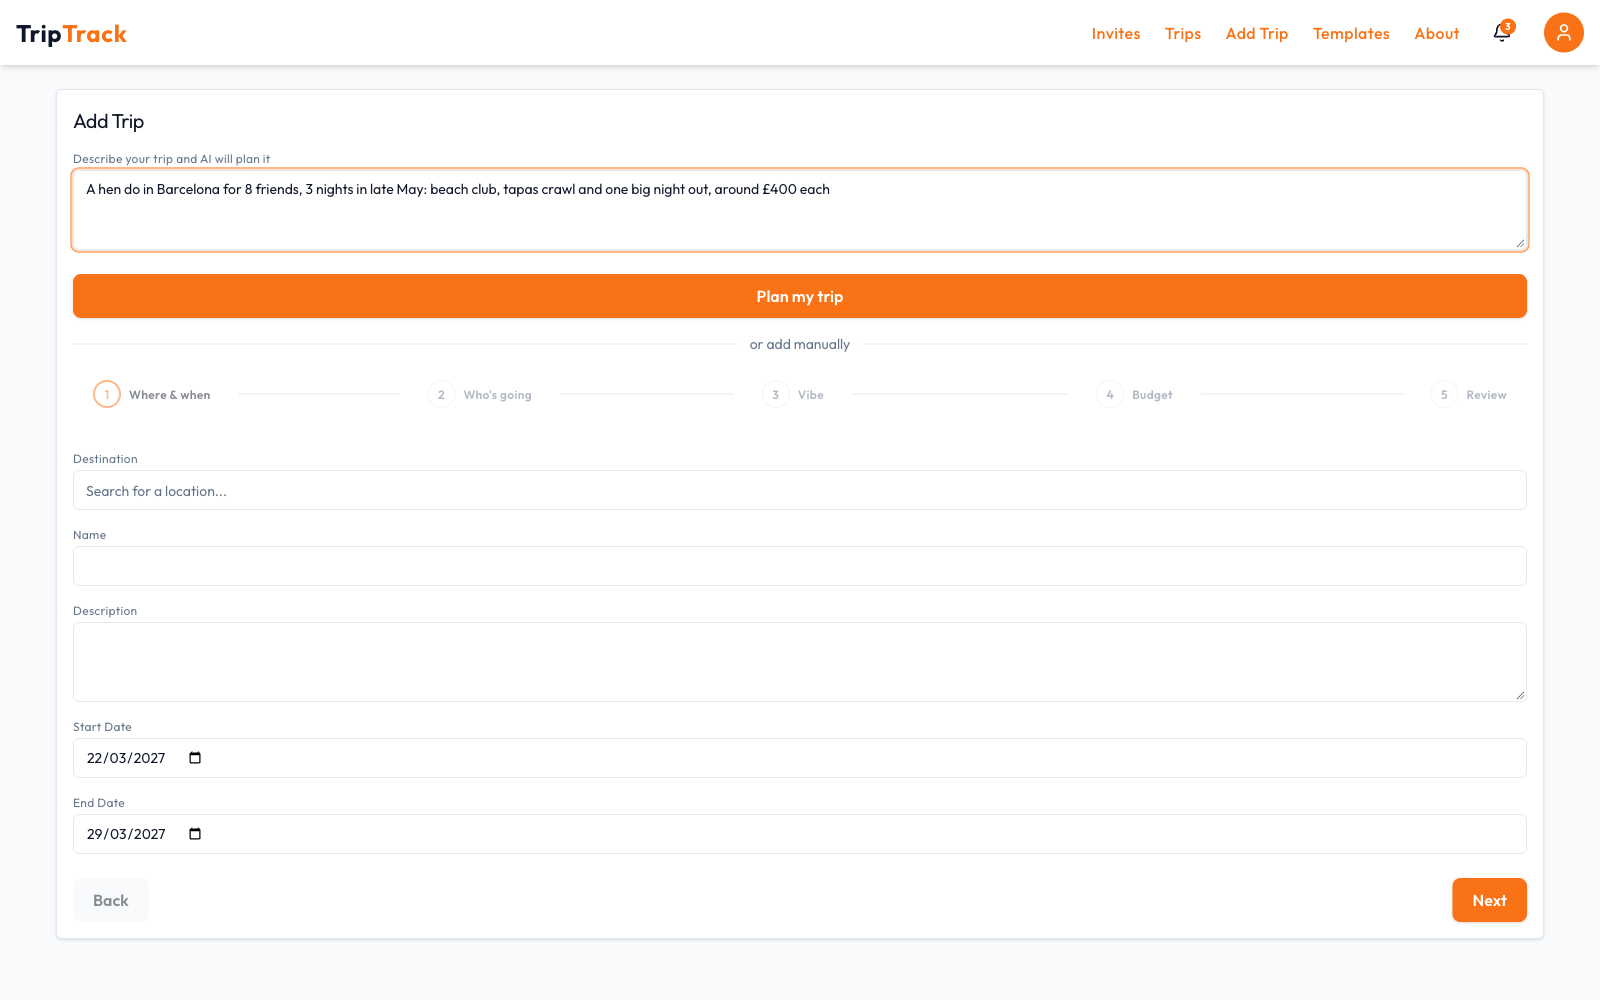 TripTrack
Invites Trips Add Trip Templates About 3
Add Trip
Describe your trip and AI will plan it
A hen do in Barcelona for 8 friends, 3 nights in late May: beach club, tapas crawl and one big night out, around £400 each
Plan my trip
or add manually
1 Where & when 2 Who's going 3 Vibe 4 Budget 5 Review
Destination
Search for a location...
Name
Description
Start Date
22/03/2027
End Date
29/03/2027
Back Next